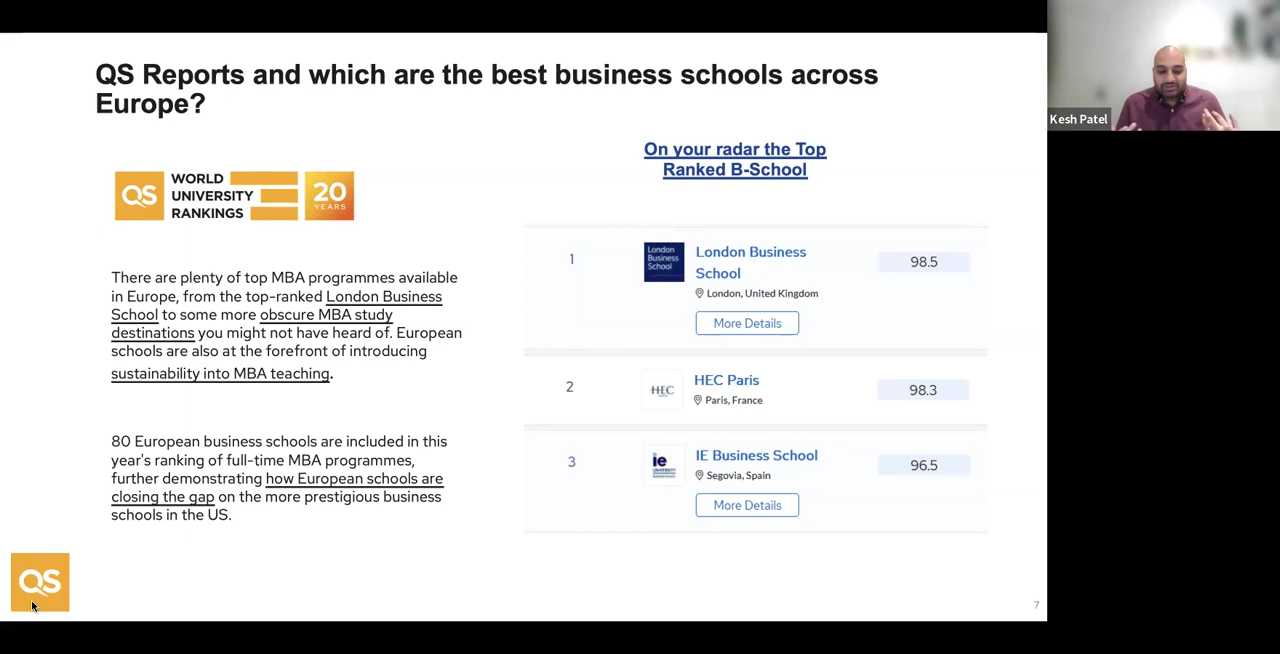 QS Reports and which are the best business schools across
Europe?
QS
WORLD
UNIVERSITY
RANKINGS
20
YEARS
There are plenty of top MBA programmes available
in Europe, from the top-ranked London Business
School to some more obscure MBA study
destinations you might not have heard of. European
schools are also at the forefront of introducing
sustainability into MBA teaching.
80 European business schools are included in this
year's ranking of full-time MBA programmes,
further demonstrating how European schools are
closing the gap on the more prestigious business
schools in the US.
On your radar the Top
Ranked B-School
1
London
Business
School
London Business
School
London, United Kingdom
More Details
98.5
2
HEC
PARIS
HEC Paris
Paris, France
98.3
3
ie
UNIVERSITY
IE Business School
Segovia, Spain
More Details
96.5
QS
7
Kesh Patel